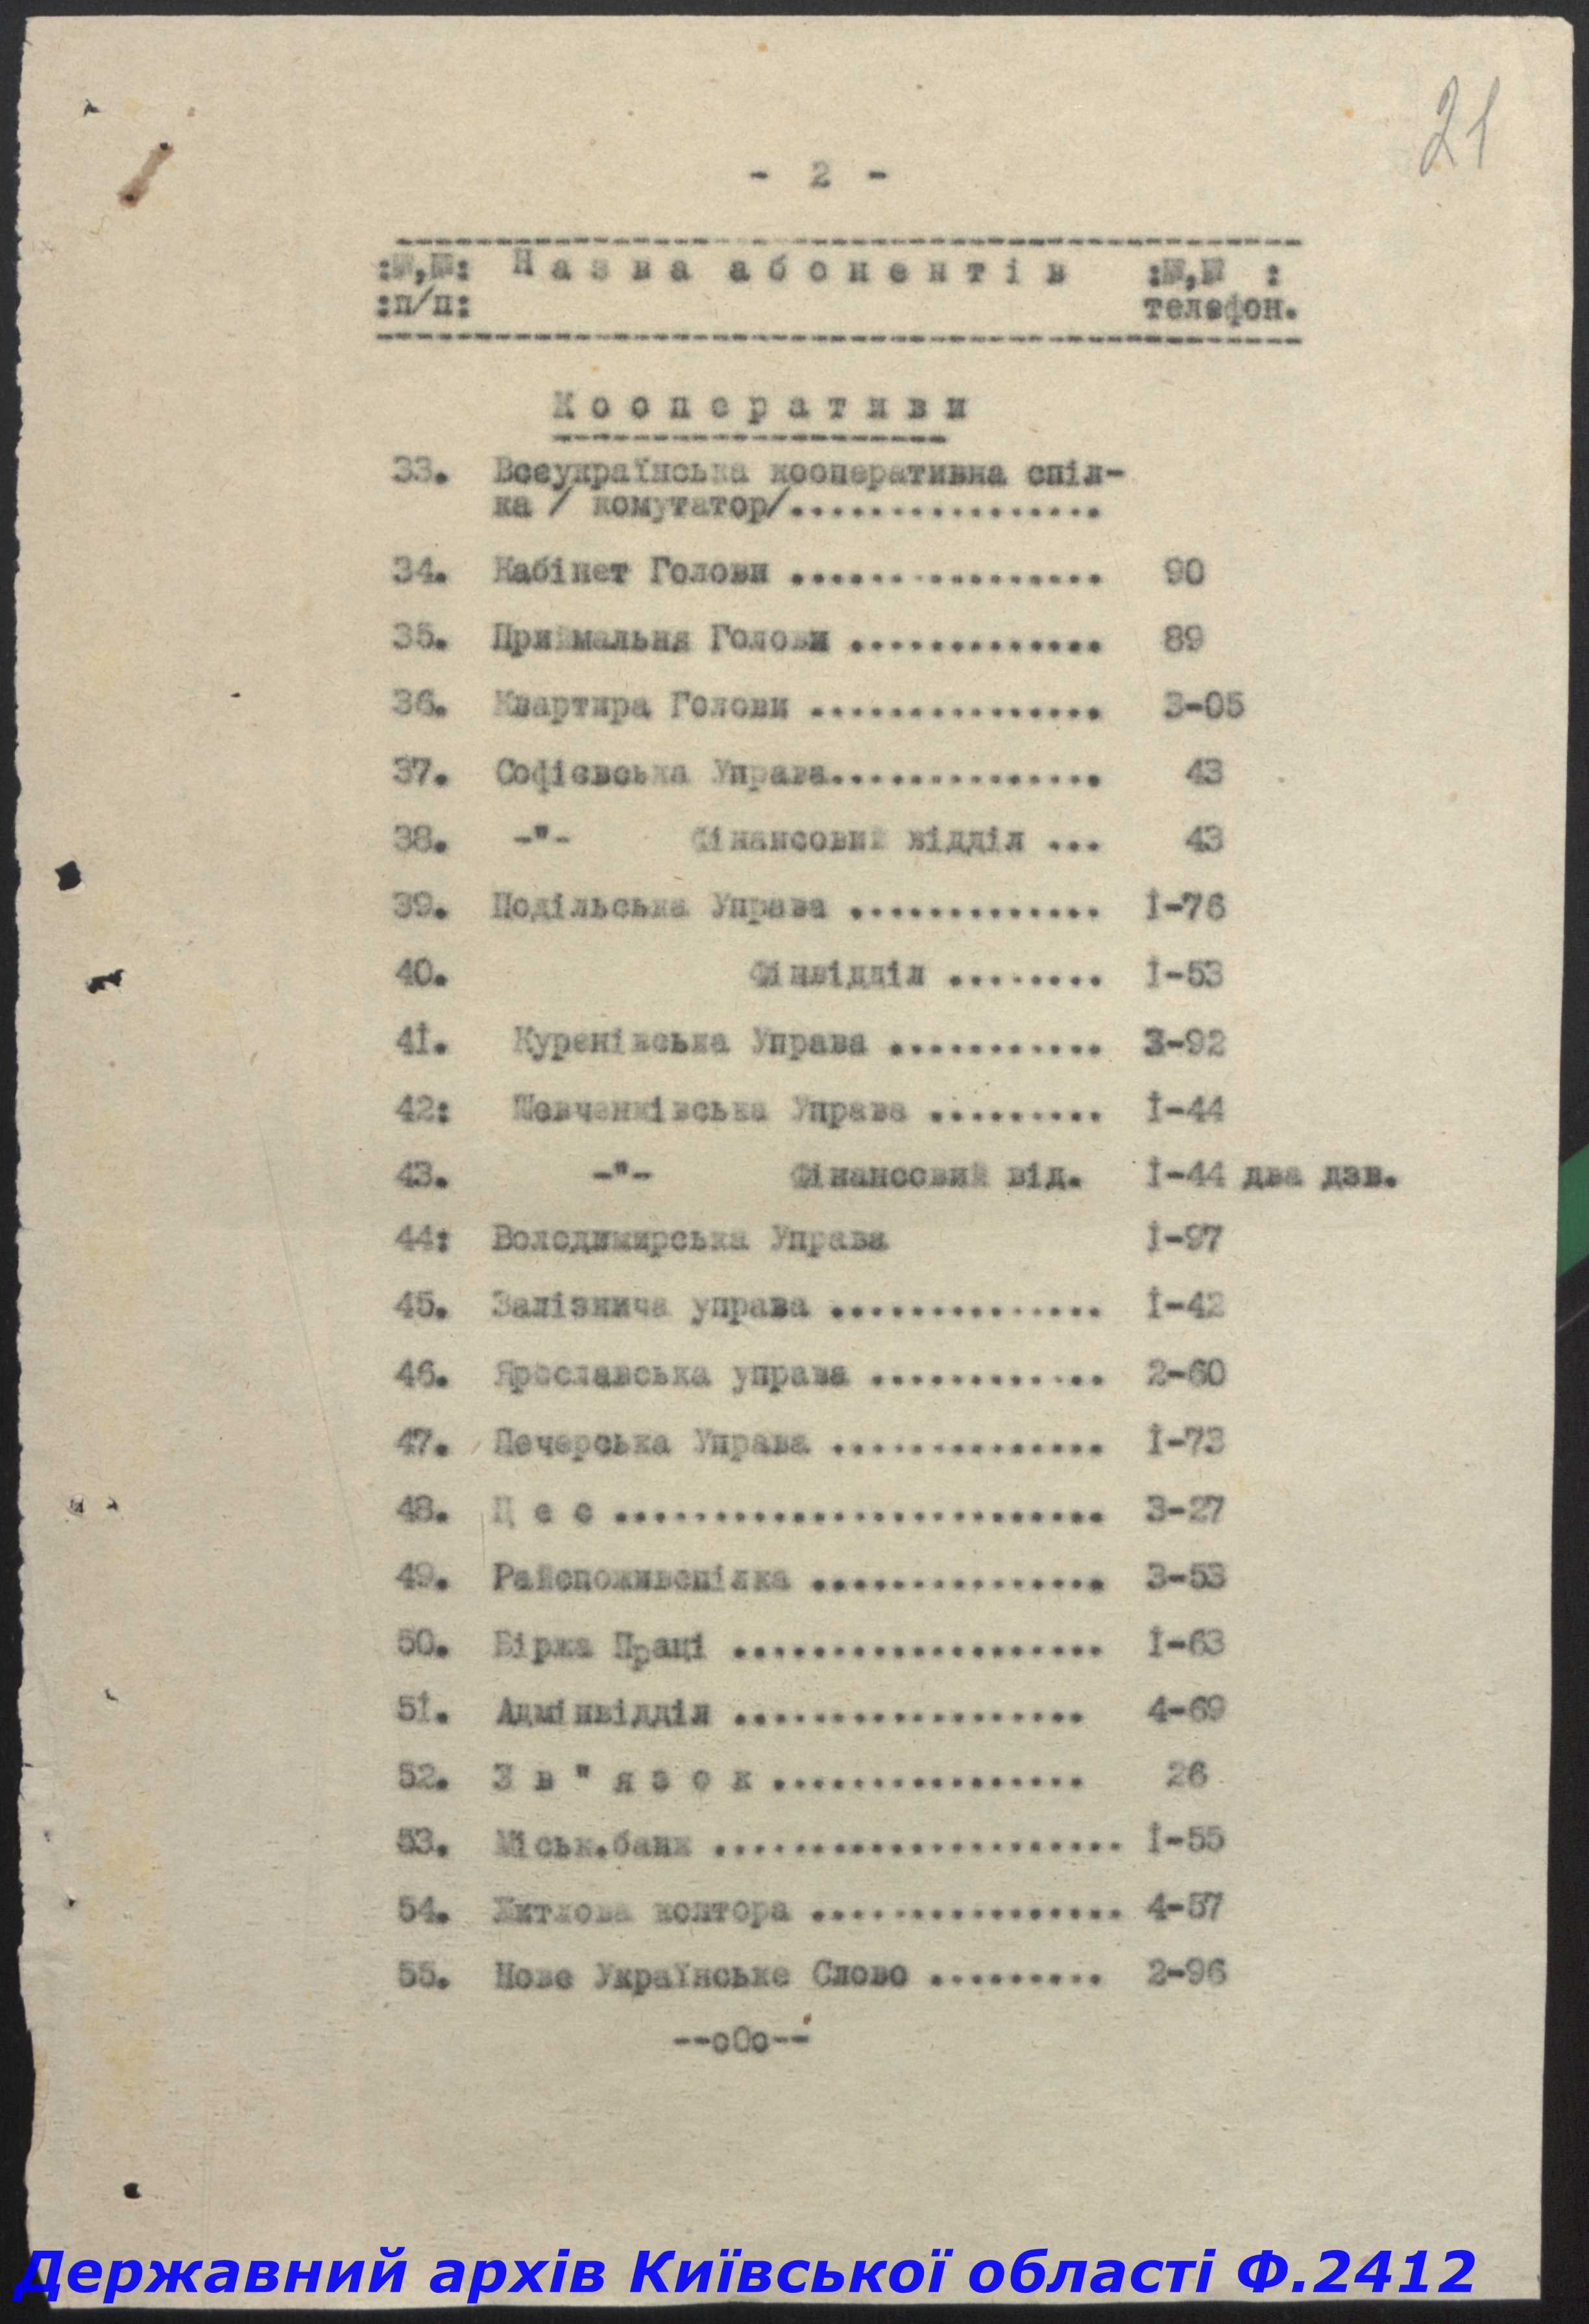 21
- 2 -
:№,№: Н а з в а а б о н е н т і в :№,№ :
:п/п: телефон.
К о о п е р а т и в и
33. Всеукраїнська кооперативна спіл-
ка / комутатор/................
34. Кабінет Голови ................ 90
35. Приймальня Голови ............. 89
36. Квартира Голови ............... 3-05
37. Софієвська Управа.............. 43
38. -"- Фінансовий відділ ... 43
39. Подільська Управа ............. І-76
40. Фінвідділ ........ І-53
4І. Куренівська Управа ........... 3-92
42: Шевченківська Управа ......... І-44
43. -"- Фінансовий від. І-44 два дзв.
44: Володимирська Управа І-97
45. Залізнича управа .............. І-42
46. Ярославська управа ............ 2-60
47. Печерська Управа .............. І-73
48. Ц е с ......................... 3-27
49. Райспоживспілка ............... 3-53
50. Біржа Праці ................... І-63
5І. Адмінвідділ .................. 4-69
52. З в " я з о к ................ 26
53. Міськ.банк ..................... І-55
54. Житлова контора ................ 4-57
55. Нове Українське Слово ......... 2-96
--о0о--
Державний архів Київської області Ф.2412